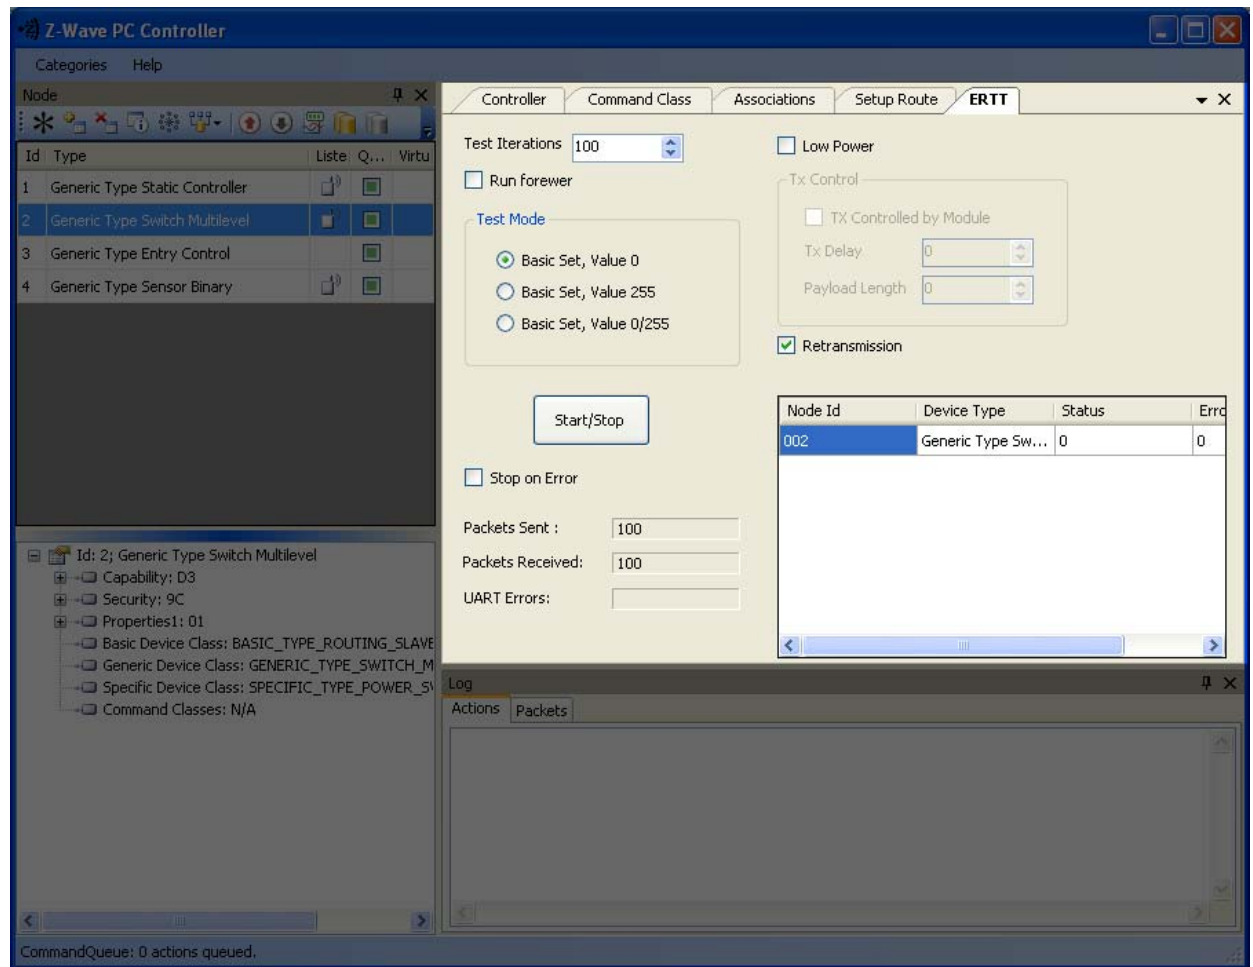 Z-Wave PC Controller
Categories Help
Node
Id Type Liste Q... Virtu
1 Generic Type Static Controller
2 Generic Type Switch Multilevel
3 Generic Type Entry Control
4 Generic Type Sensor Binary
Id: 2; Generic Type Switch Multilevel
Capability: D3
Security: 9C
Properties1: 01
Basic Device Class: BASIC_TYPE_ROUTING_SLAVE
Generic Device Class: GENERIC_TYPE_SWITCH_M
Specific Device Class: SPECIFIC_TYPE_POWER_SW
Command Classes: N/A
Controller Command Class Associations Setup Route ERTT
Test Iterations 100
Run forewer
Test Mode
Basic Set, Value 0
Basic Set, Value 255
Basic Set, Value 0/255
Start/Stop
Stop on Error
Packets Sent : 100
Packets Received: 100
UART Errors:
Low Power
Tx Control
TX Controlled by Module
Tx Delay 0
Payload Length 0
Retransmission
Node Id Device Type Status Erro
002 Generic Type Sw... 0 0
Log
Actions Packets
CommandQueue: 0 actions queued.